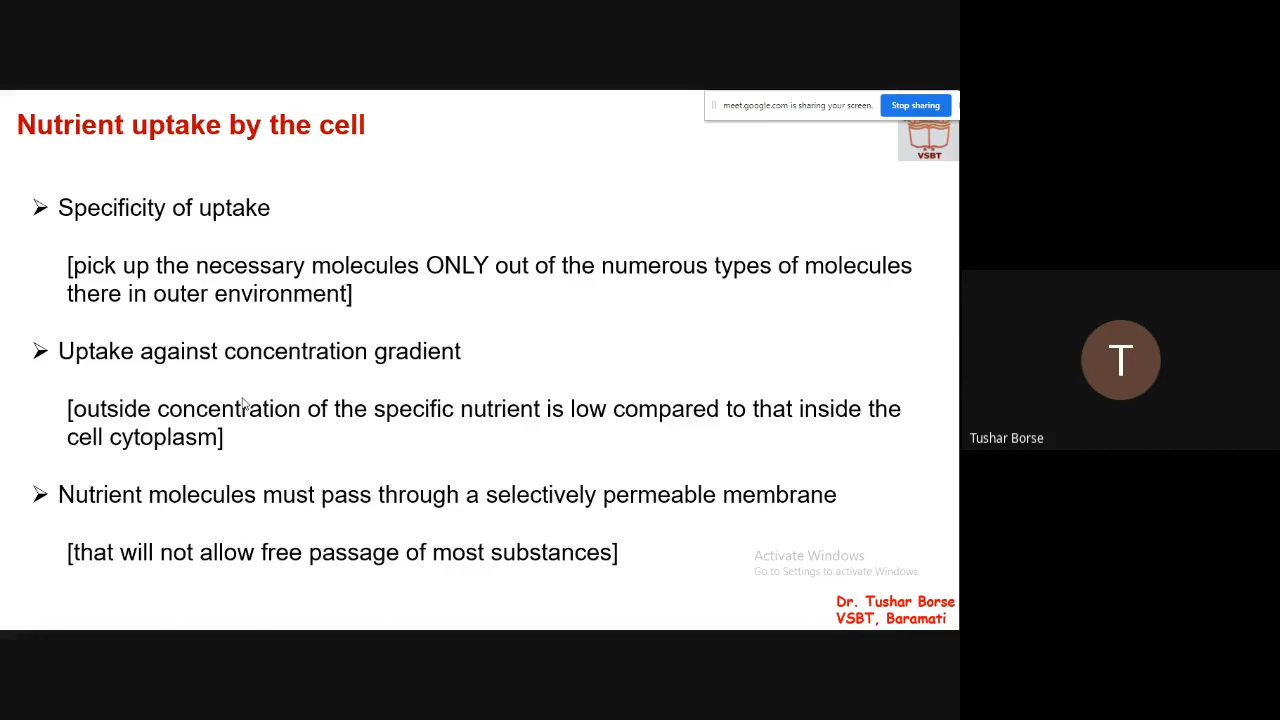 meet.google.com is sharing your screen.
Stop sharing
Nutrient uptake by the cell
VSBT
➢ Specificity of uptake
[pick up the necessary molecules ONLY out of the numerous types of molecules
there in outer environment]
➢ Uptake against concentration gradient
[outside concentration of the specific nutrient is low compared to that inside the
cell cytoplasm]
➢ Nutrient molecules must pass through a selectively permeable membrane
[that will not allow free passage of most substances]
Activate Windows
Go to Settings to activate Windows.
Dr. Tushar Borse
VSBT, Baramati
T
Tushar Borse